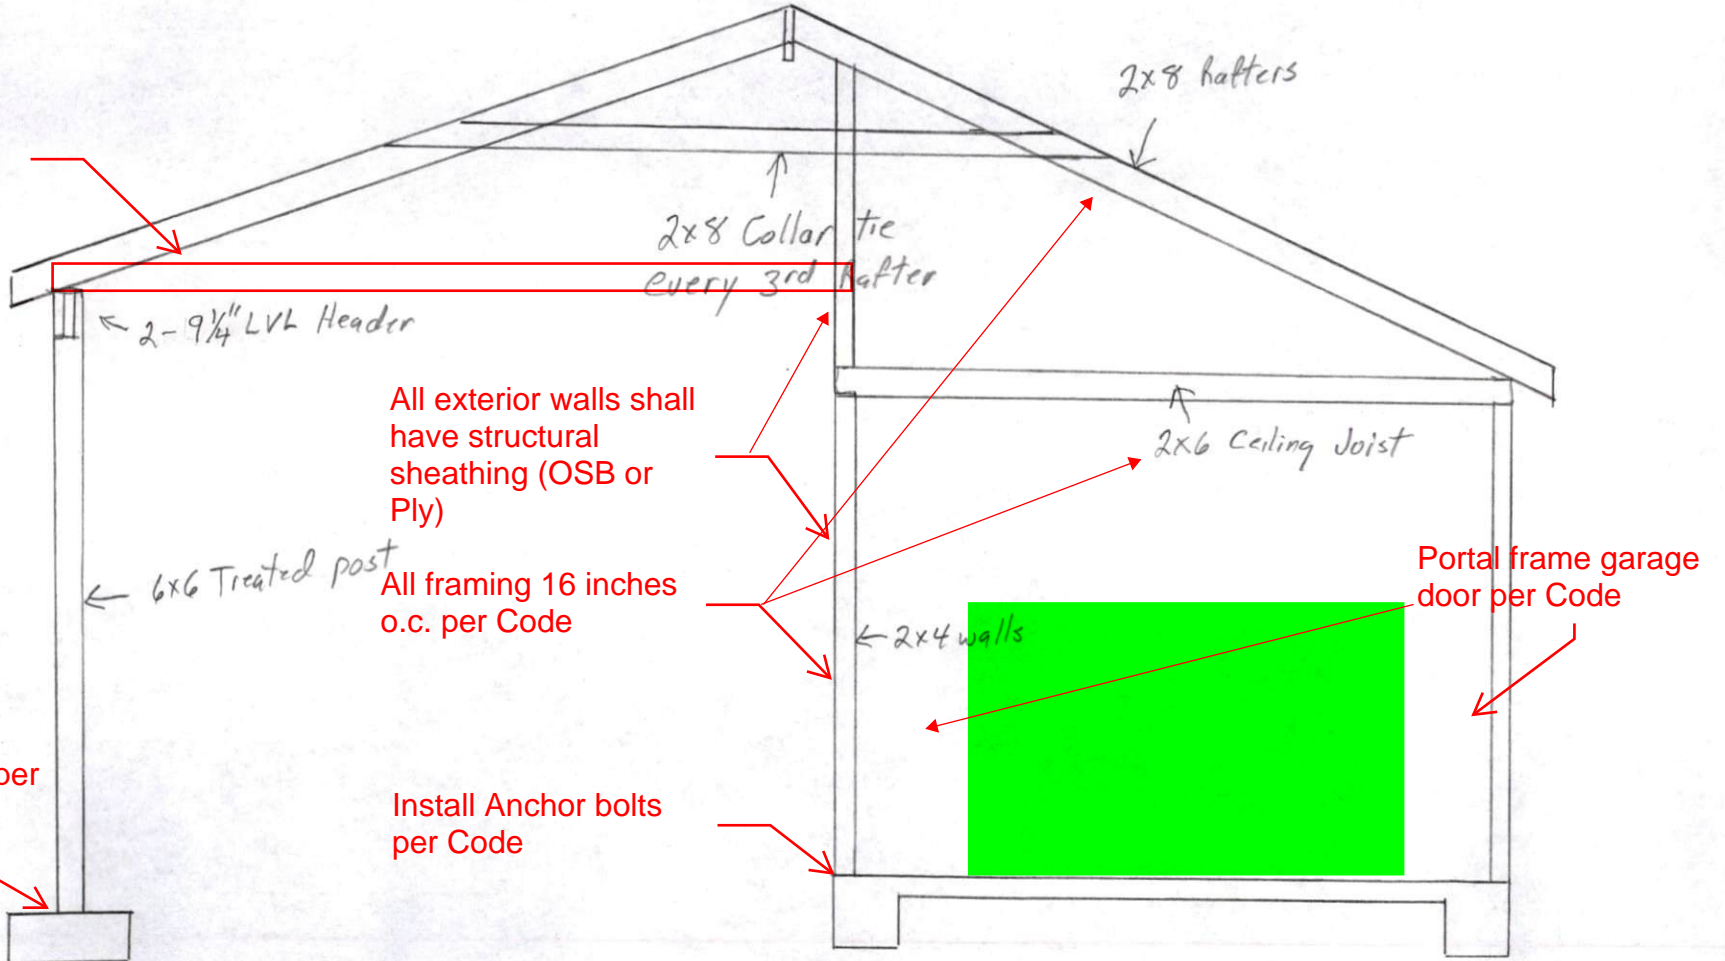 2x8 Rafters
2x8 Collar tie
every 3rd Rafter
2-9¼" LVL Header
All exterior walls shall
have structural
sheathing (OSB or
Ply)
2x6 Ceiling Joist
6x6 Treated post
All framing 16 inches
o.c. per Code
Portal frame garage
door per Code
2x4 walls
per
Install Anchor bolts
per Code